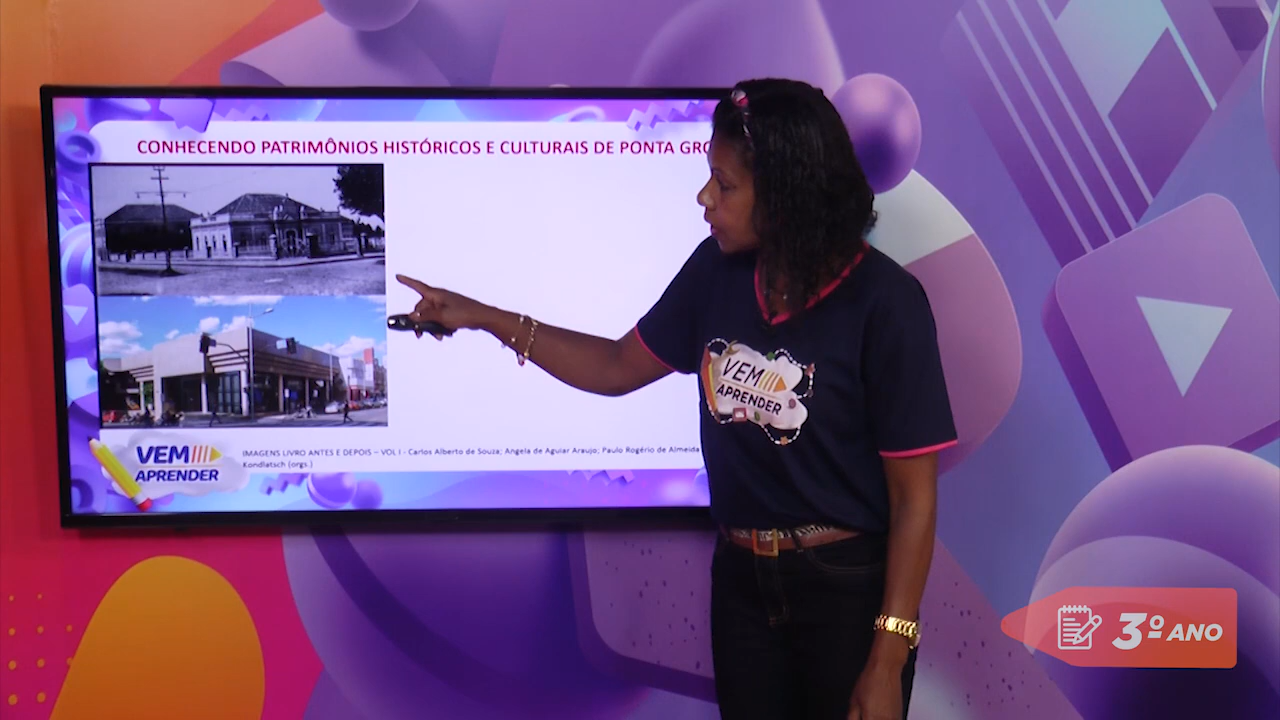 CONHECENDO PATRIMÔNIOS HISTÓRICOS E CULTURAIS DE PONTA GRO
VEM
APRENDER
IMAGENS LIVRO ANTES E DEPOIS – VOL I - Carlos Alberto de Souza; Angela de Aguiar Araujo; Paulo Rogério de Almeida
Kondlatsch (orgs.)
VEM
APRENDER
3º ANO